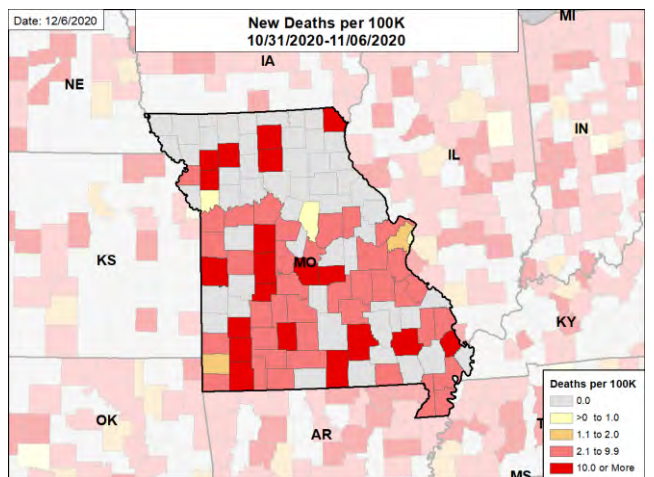 Date: 12/6/2020
New Deaths per 100K
10/31/2020-11/06/2020
MI
IA
NE
IL
IN
KS
MO
KY
OK
AR
MS
Deaths per 100K
0.0
>0 to 1.0
1.1 to 2.0
2.1 to 9.9
10.0 or More